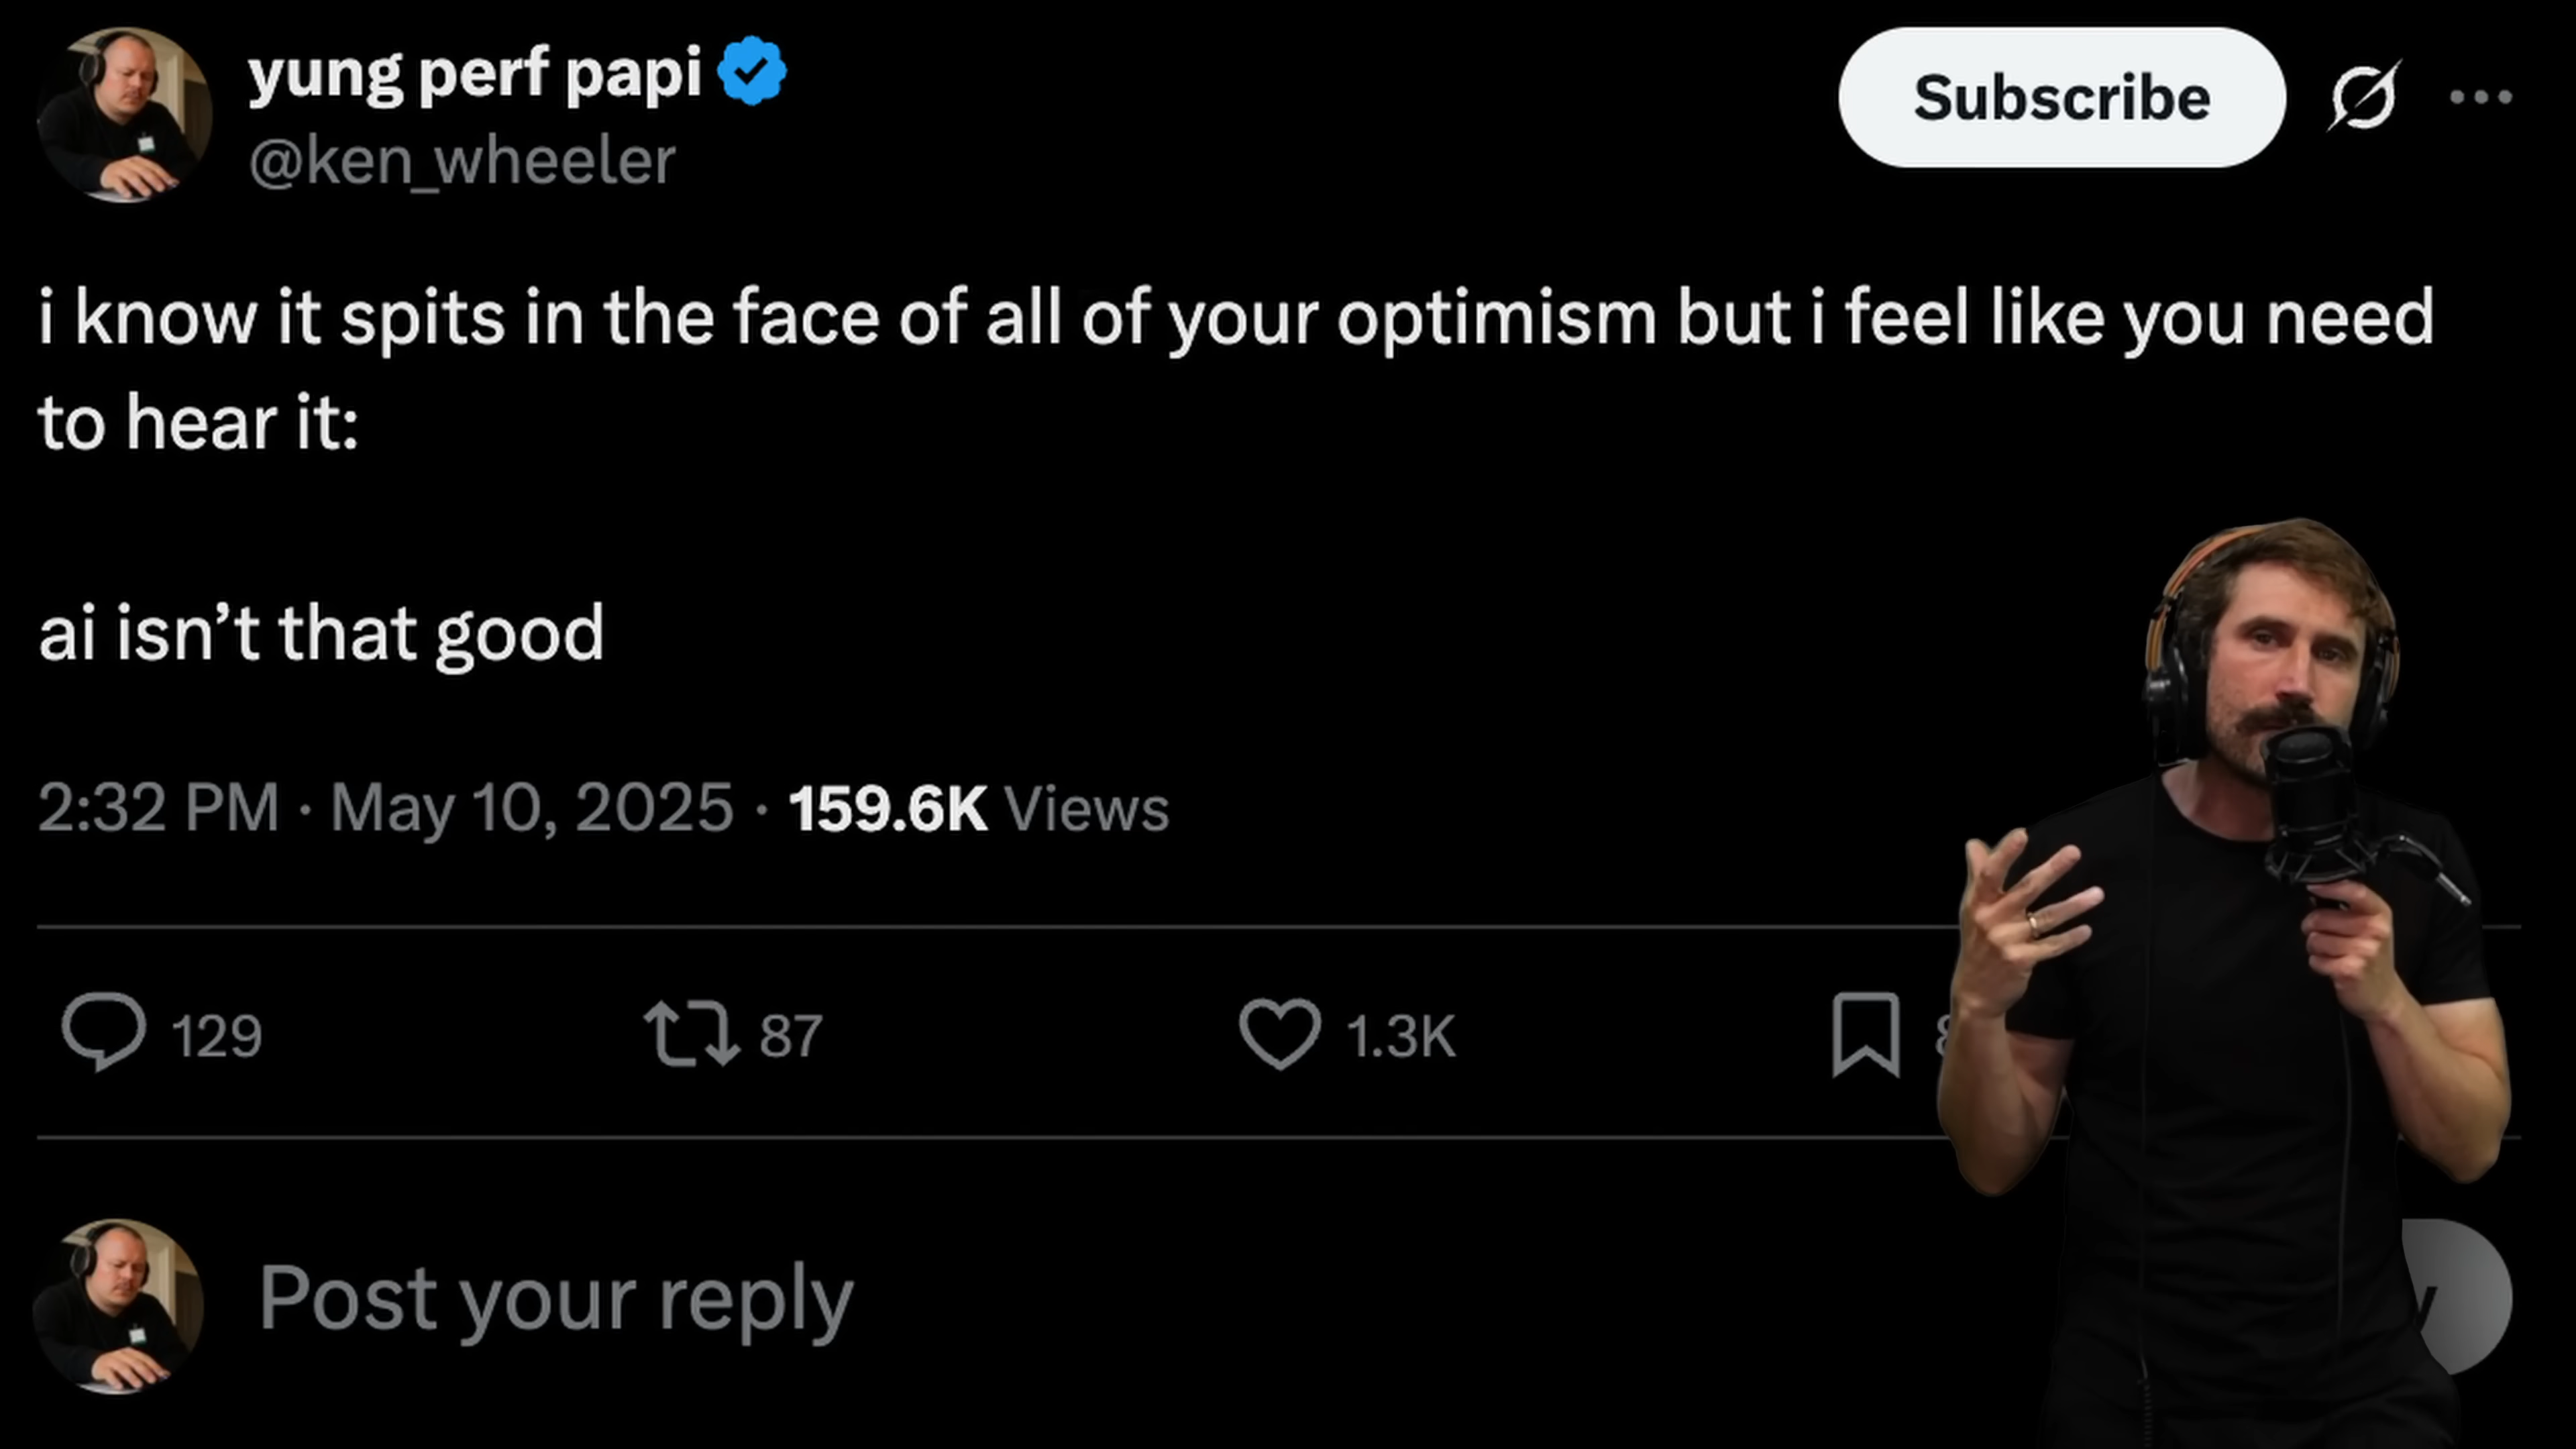 yung perf papi
@ken_wheeler
Subscribe
i know it spits in the face of all of your optimism but i feel like you need
to hear it:
ai isn’t that good
2:32 PM · May 10, 2025 · 159.6K Views
129
87
1.3K
Post your reply